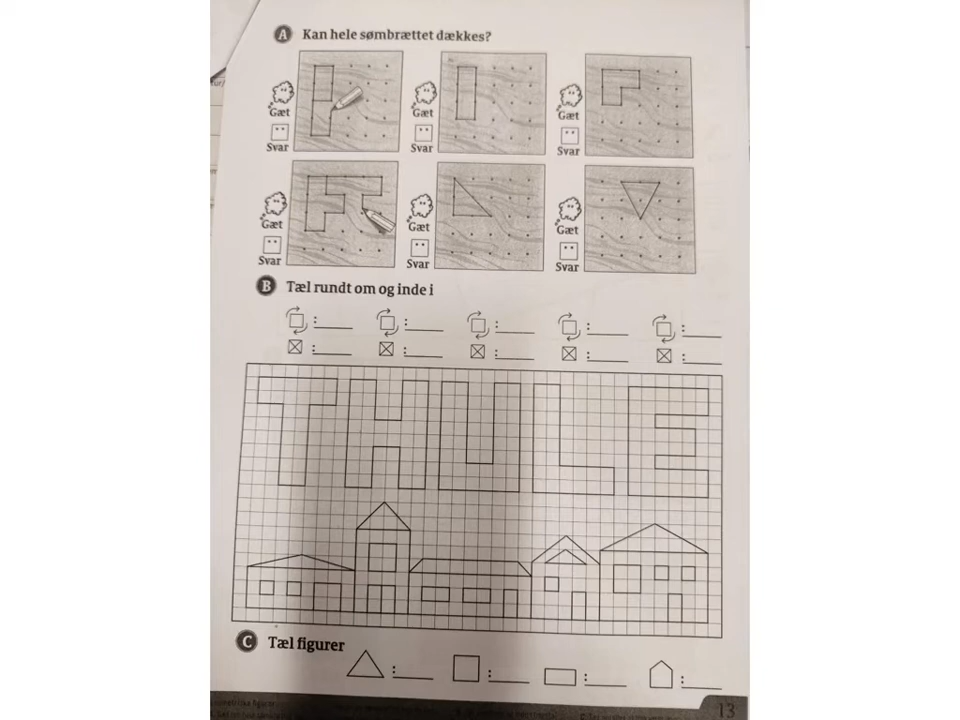 A Kan hele sømbrættet dækkes?
Gæt Gæt Gæt
Svar Svar Svar
Gæt Gæt Gæt
Svar Svar Svar
B Tæl rundt om og inde i
: : : : :
: : : : :
THULE
C Tæl figurer
: : : :
13